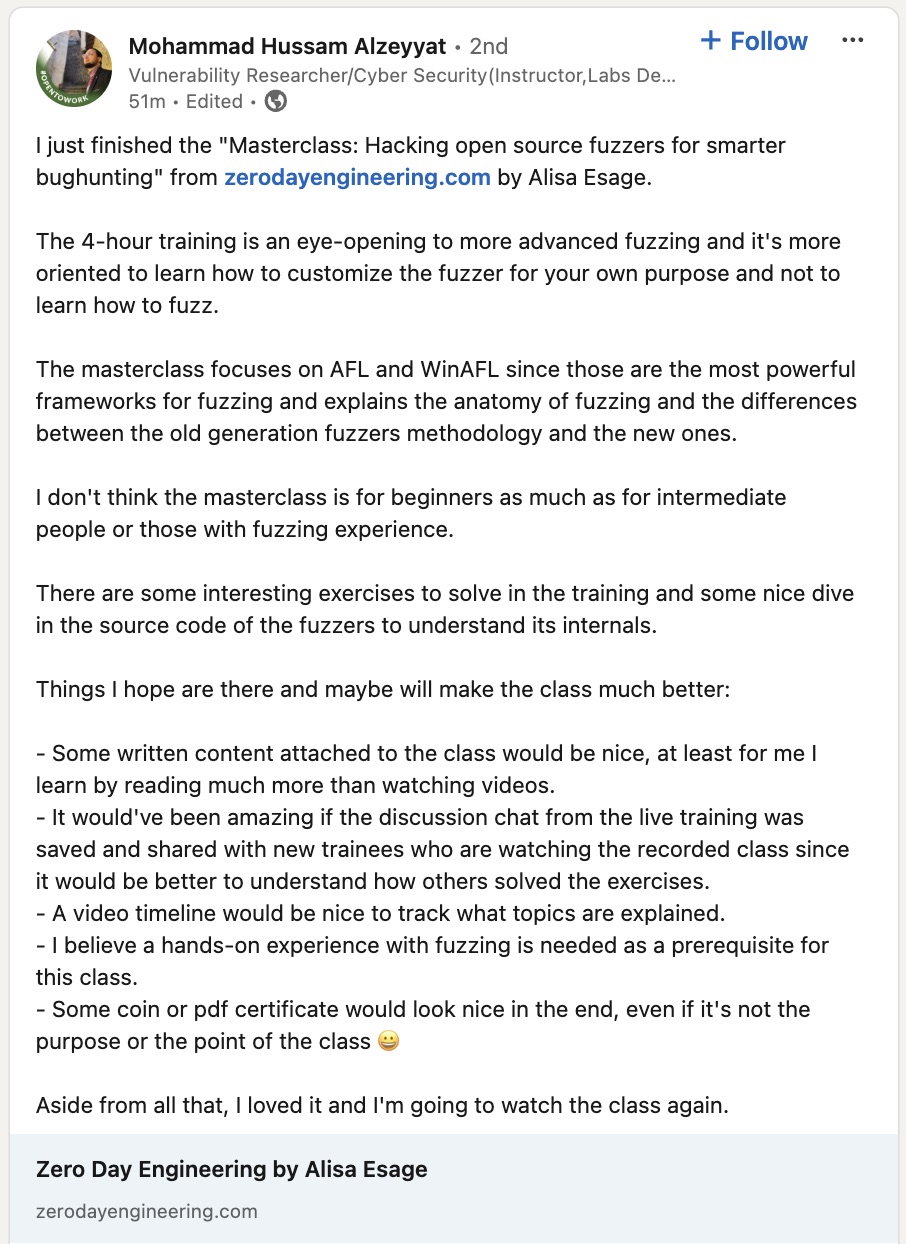 Mohammad Hussam Alzeyyat • 2nd
+ Follow
Vulnerability Researcher/Cyber Security(Instructor,Labs De...
51m • Edited •
#OPENTOWORK
I just finished the "Masterclass: Hacking open source fuzzers for smarter
bughunting" from zerodayengineering.com by Alisa Esage.
The 4-hour training is an eye-opening to more advanced fuzzing and it's more
oriented to learn how to customize the fuzzer for your own purpose and not to
learn how to fuzz.
The masterclass focuses on AFL and WinAFL since those are the most powerful
frameworks for fuzzing and explains the anatomy of fuzzing and the differences
between the old generation fuzzers methodology and the new ones.
I don't think the masterclass is for beginners as much as for intermediate
people or those with fuzzing experience.
There are some interesting exercises to solve in the training and some nice dive
in the source code of the fuzzers to understand its internals.
Things I hope are there and maybe will make the class much better:
- Some written content attached to the class would be nice, at least for me I
learn by reading much more than watching videos.
- It would've been amazing if the discussion chat from the live training was
saved and shared with new trainees who are watching the recorded class since
it would be better to understand how others solved the exercises.
- A video timeline would be nice to track what topics are explained.
- I believe a hands-on experience with fuzzing is needed as a prerequisite for
this class.
- Some coin or pdf certificate would look nice in the end, even if it's not the
purpose or the point of the class 😀
Aside from all that, I loved it and I'm going to watch the class again.
Zero Day Engineering by Alisa Esage
zerodayengineering.com